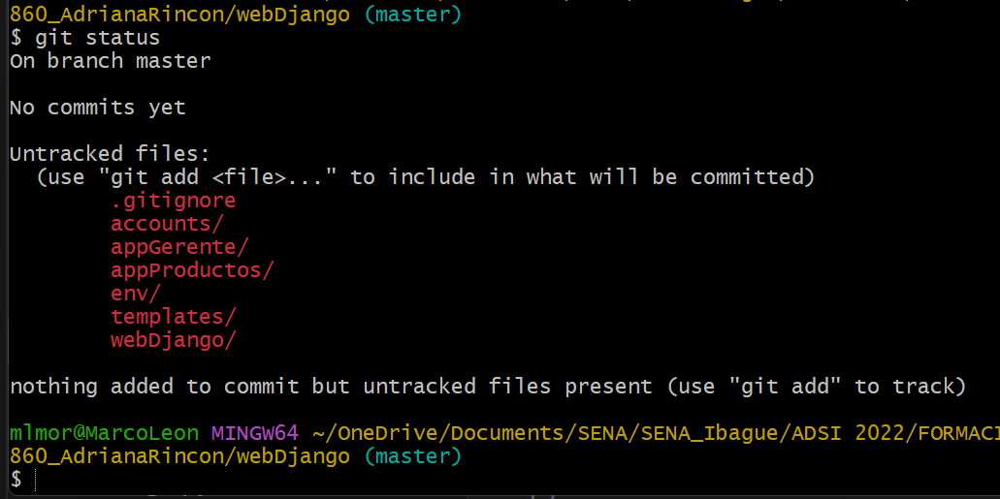 860_AdrianaRincon/webDjango (master)
$ git status
On branch master
No commits yet
Untracked files:
(use "git add <file>..." to include in what will be committed)
.gitignore
accounts/
appGerente/
appProductos/
env/
templates/
webDjango/
nothing added to commit but untracked files present (use "git add" to track)
mlmor@MarcoLeon MINGW64 ~/OneDrive/Documents/SENA/SENA_Ibague/ADSI 2022/FORMACI
860_AdrianaRincon/webDjango (master)
$